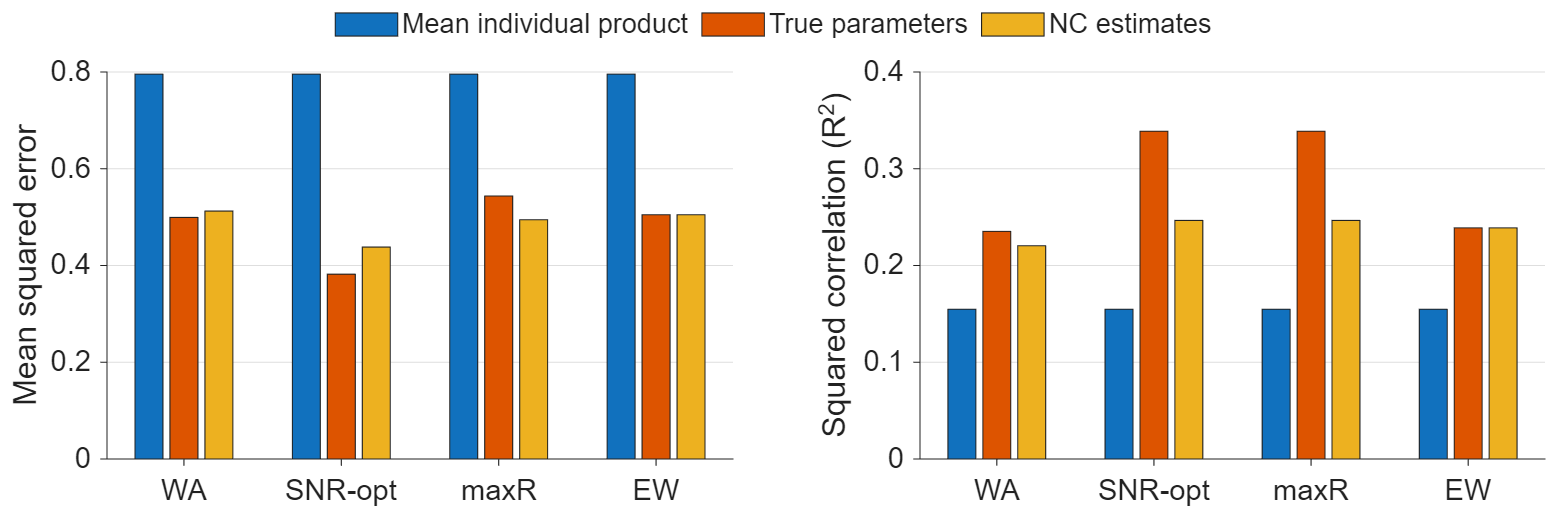 Mean individual product True parameters NC estimates
Mean squared error
0.8
0.6
0.4
0.2
0
WA SNR-opt maxR EW
Squared correlation (R²)
0.4
0.3
0.2
0.1
0
WA SNR-opt maxR EW